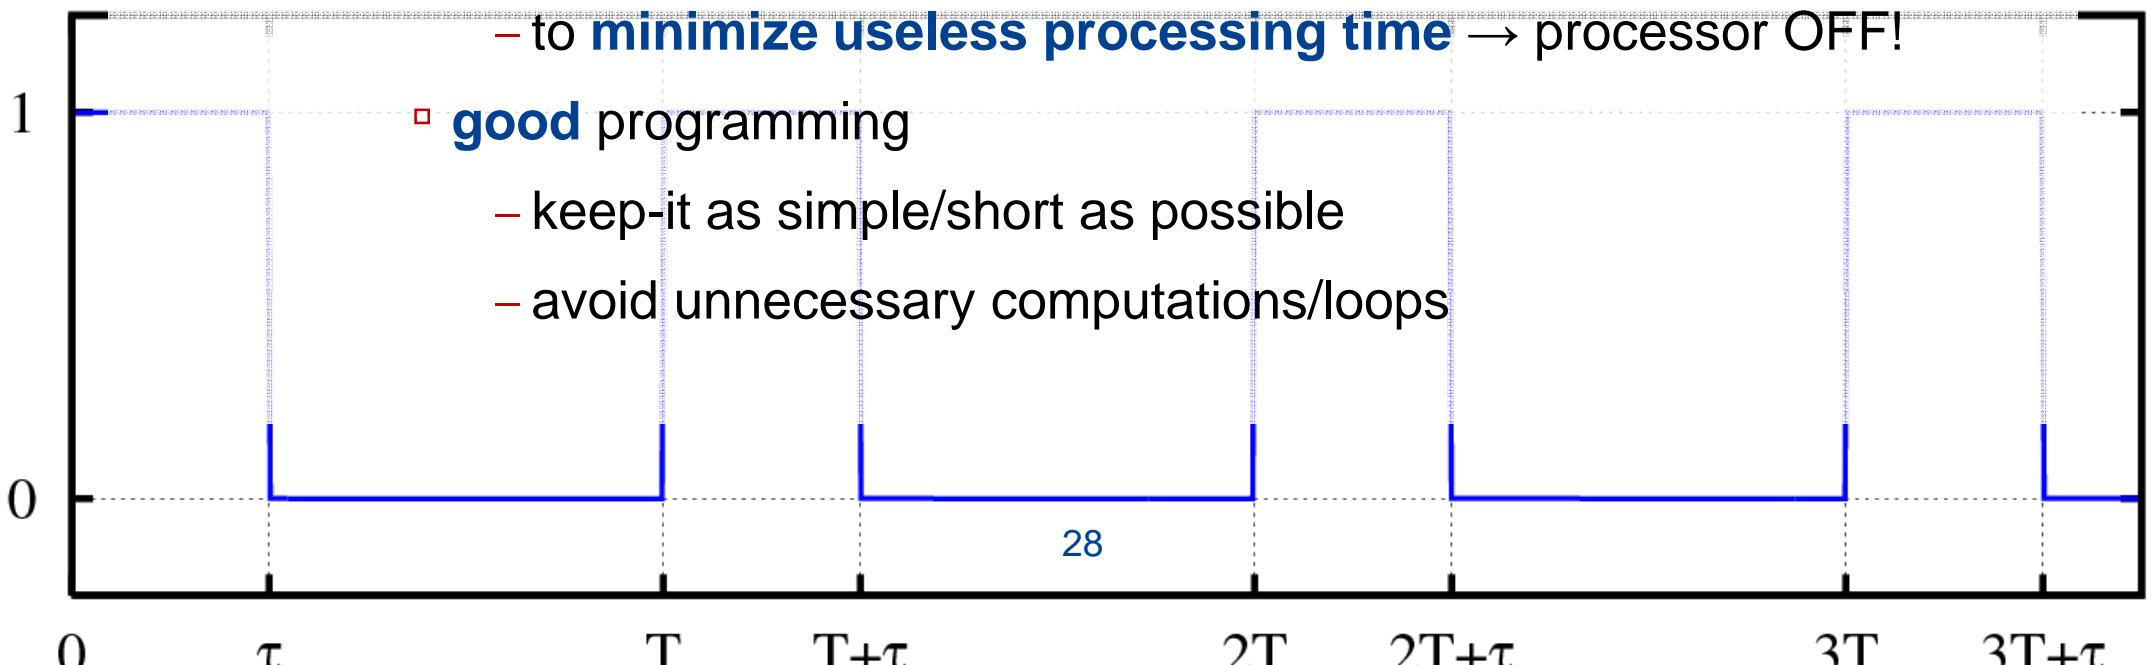 – to minimize useless processing time → processor OFF!
1
▫ good programming
– keep-it as simple/short as possible
– avoid unnecessary computations/loops
0
28
0 τ T T+τ 2T 2T+τ 3T 3T+τ